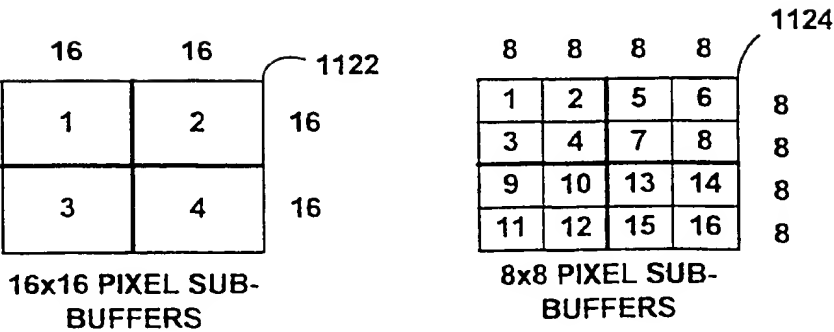 16 16
1122
1 2 16
3 4 16
16x16 PIXEL SUB-
BUFFERS
1124
8 8 8 8
1 2 5 6 8
3 4 7 8 8
9 10 13 14 8
11 12 15 16 8
8x8 PIXEL SUB-
BUFFERS